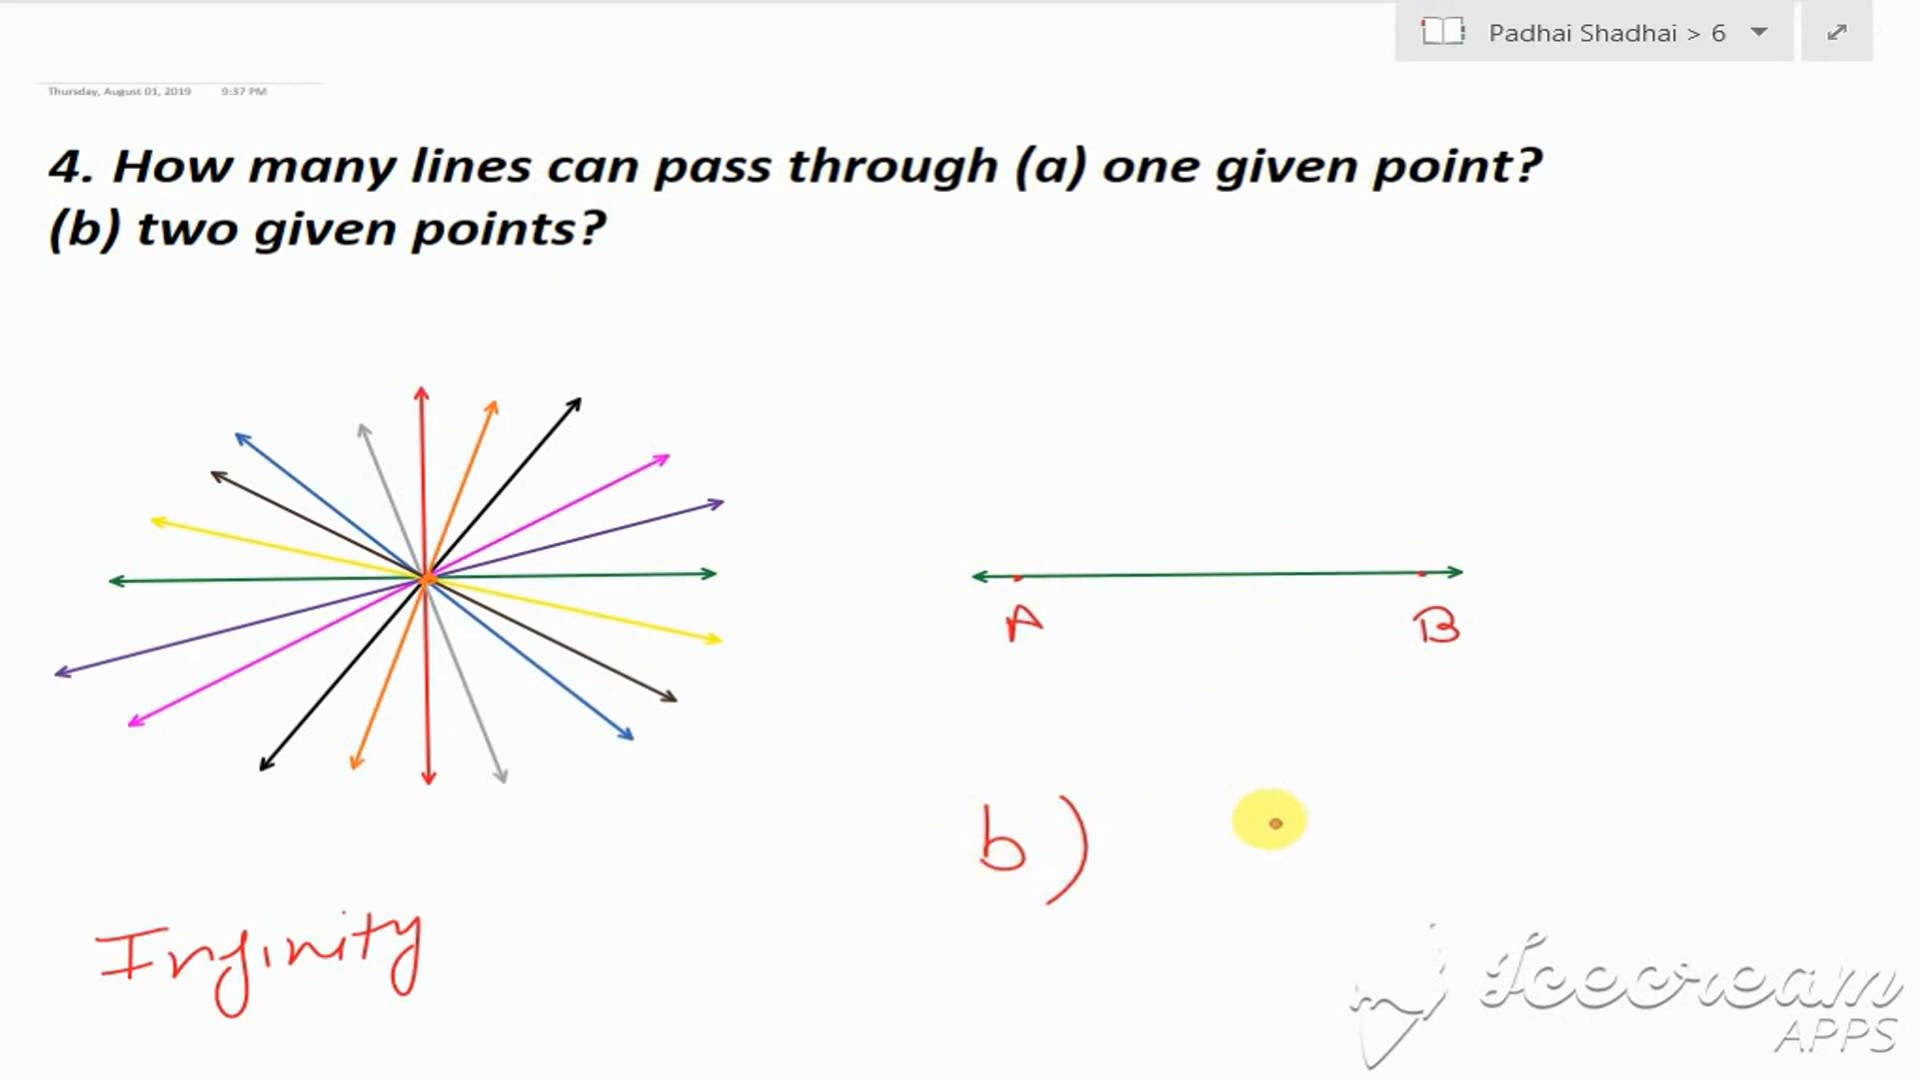 Padhai Shadhai > 6
Thursday, August 01, 2019 9:37 PM
4. How many lines can pass through (a) one given point?
(b) two given points?
A
B
b)
Infinity
Icecream
APPS